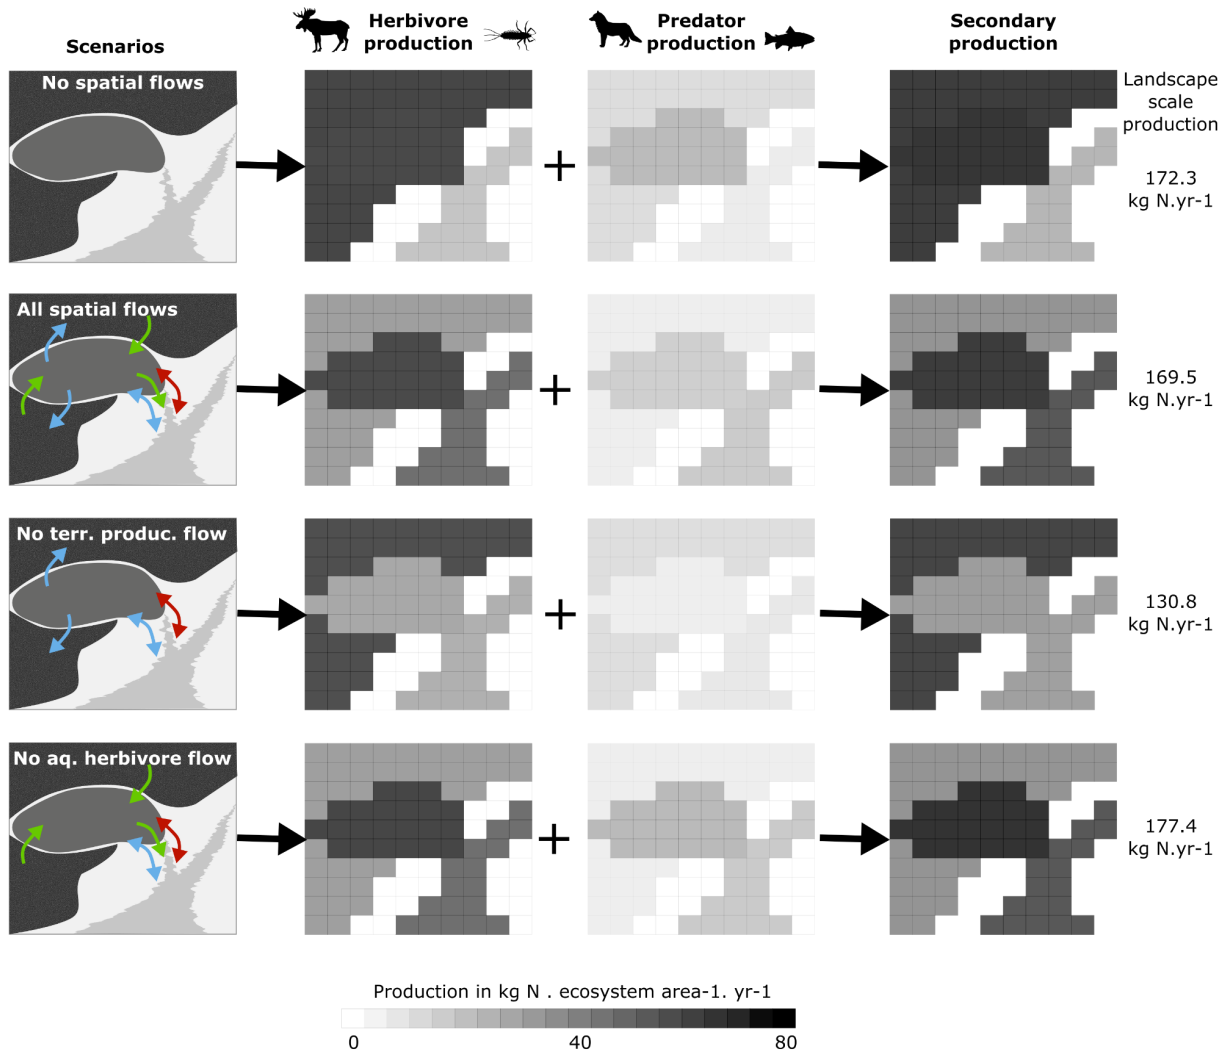 Scenarios
Herbivore
production
Predator
production
Secondary
production
No spatial flows
Landscape
scale
production
172.3
kg N.yr-1
All spatial flows
169.5
kg N.yr-1
No terr. produc. flow
130.8
kg N.yr-1
No aq. herbivore flow
177.4
kg N.yr-1
Production in kg N . ecosystem area-1. yr-1
0 40 80